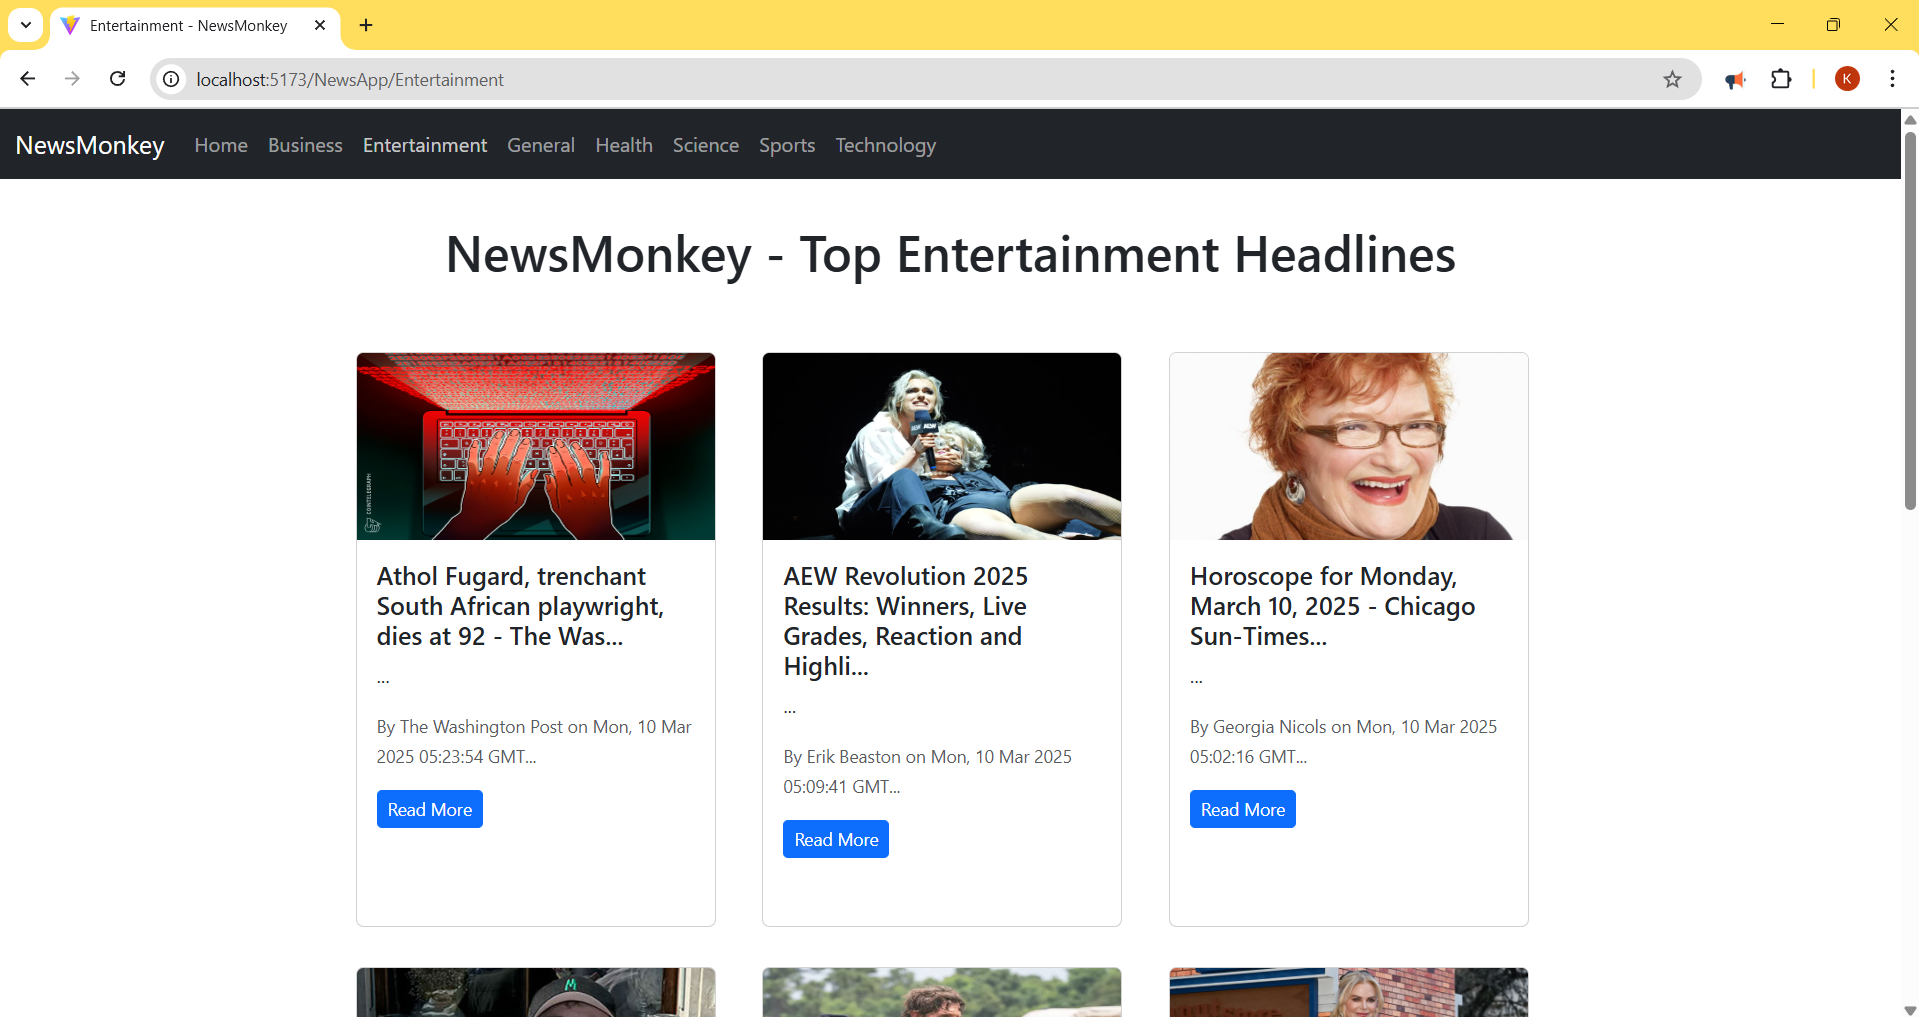 Entertainment - NewsMonkey
localhost:5173/NewsApp/Entertainment
K
NewsMonkey Home Business Entertainment General Health Science Sports Technology
NewsMonkey - Top Entertainment Headlines
COINTELEGRAPH
AEW AEW
Athol Fugard, trenchant
South African playwright,
dies at 92 - The Was...
...
By The Washington Post on Mon, 10 Mar
2025 05:23:54 GMT...
Read More
AEW Revolution 2025
Results: Winners, Live
Grades, Reaction and
Highli...
...
By Erik Beaston on Mon, 10 Mar 2025
05:09:41 GMT...
Read More
Horoscope for Monday,
March 10, 2025 - Chicago
Sun-Times...
...
By Georgia Nicols on Mon, 10 Mar 2025
05:02:16 GMT...
Read More
M